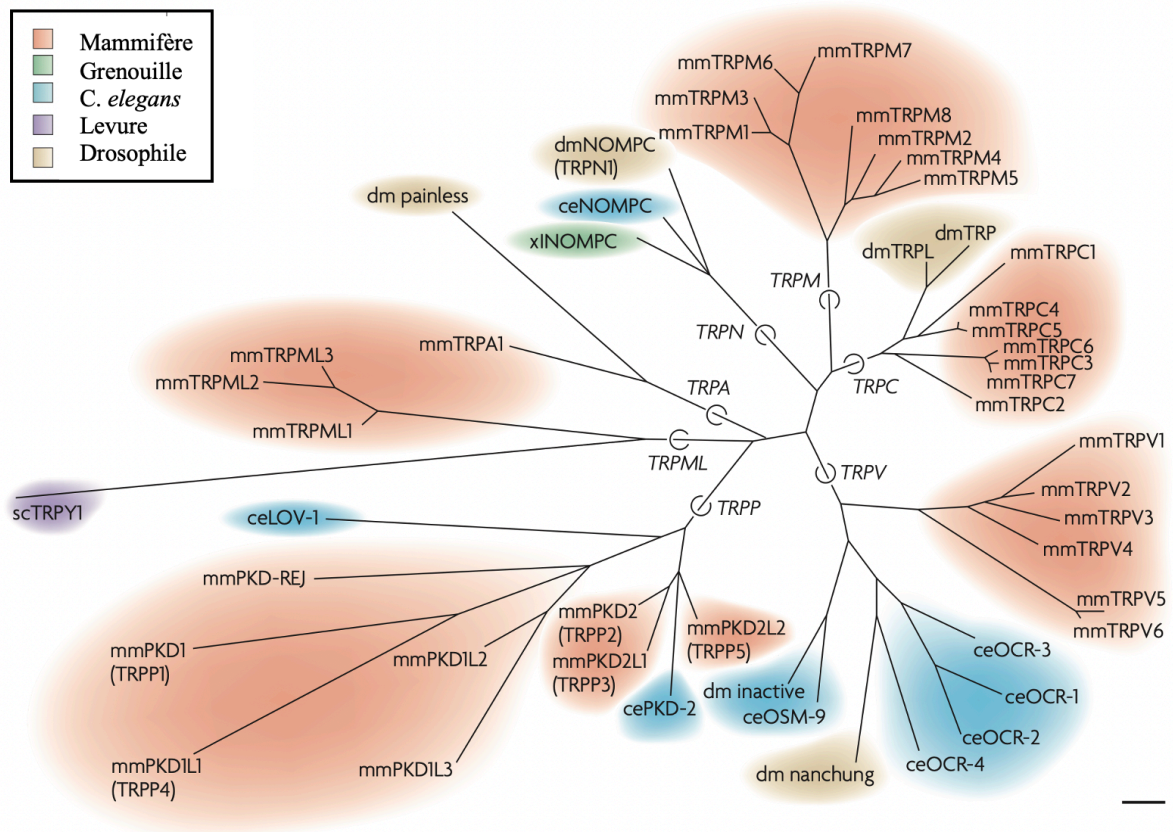 Mammifère
Grenouille
C. elegans
Levure
Drosophile
mmTRPM6
mmTRPM7
mmTRPM3
mmTRPM1
mmTRPM8
mmTRPM2
mmTRPM4
mmTRPM5
dmNOMPC
(TRPN1)
ceNOMPC
xlNOMPC
dm painless
TRPM
TRPN
dmTRPL
dmTRP
mmTRPC1
mmTRPC4
mmTRPC5
mmTRPC6
mmTRPC3
mmTRPC7
mmTRPC2
TRPC
mmTRPA1
TRPA
mmTRPML3
mmTRPML2
mmTRPML1
TRPML
scTRPY1
TRPV
mmTRPV1
mmTRPV2
mmTRPV3
mmTRPV4
mmTRPV5
mmTRPV6
TRPP
ceLOV-1
mmPKD-REJ
mmPKD1
(TRPP1)
mmPKD1L2
mmPKD1L1
(TRPP4)
mmPKD1L3
mmPKD2
(TRPP2)
mmPKD2L1
(TRPP3)
mmPKD2L2
(TRPP5)
cePKD-2
dm inactive
ceOSM-9
dm nanchung
ceOCR-3
ceOCR-1
ceOCR-2
ceOCR-4